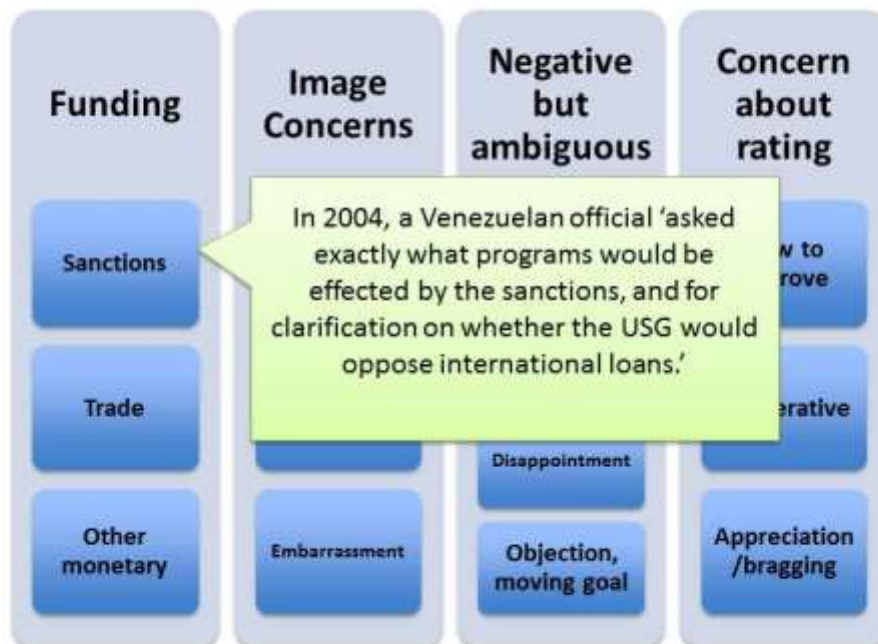 Funding
Image
Concerns
Negative
but
ambiguous
Concern
about
rating
Sanctions
Trade
Other
monetary
In 2004, a Venezuelan official ‘asked
exactly what programs would be
effected by the sanctions, and for
clarification on whether the USG would
oppose international loans.’
Embarrassment
Disappointment
Objection,
moving goal
to
Appreciation
/bragging